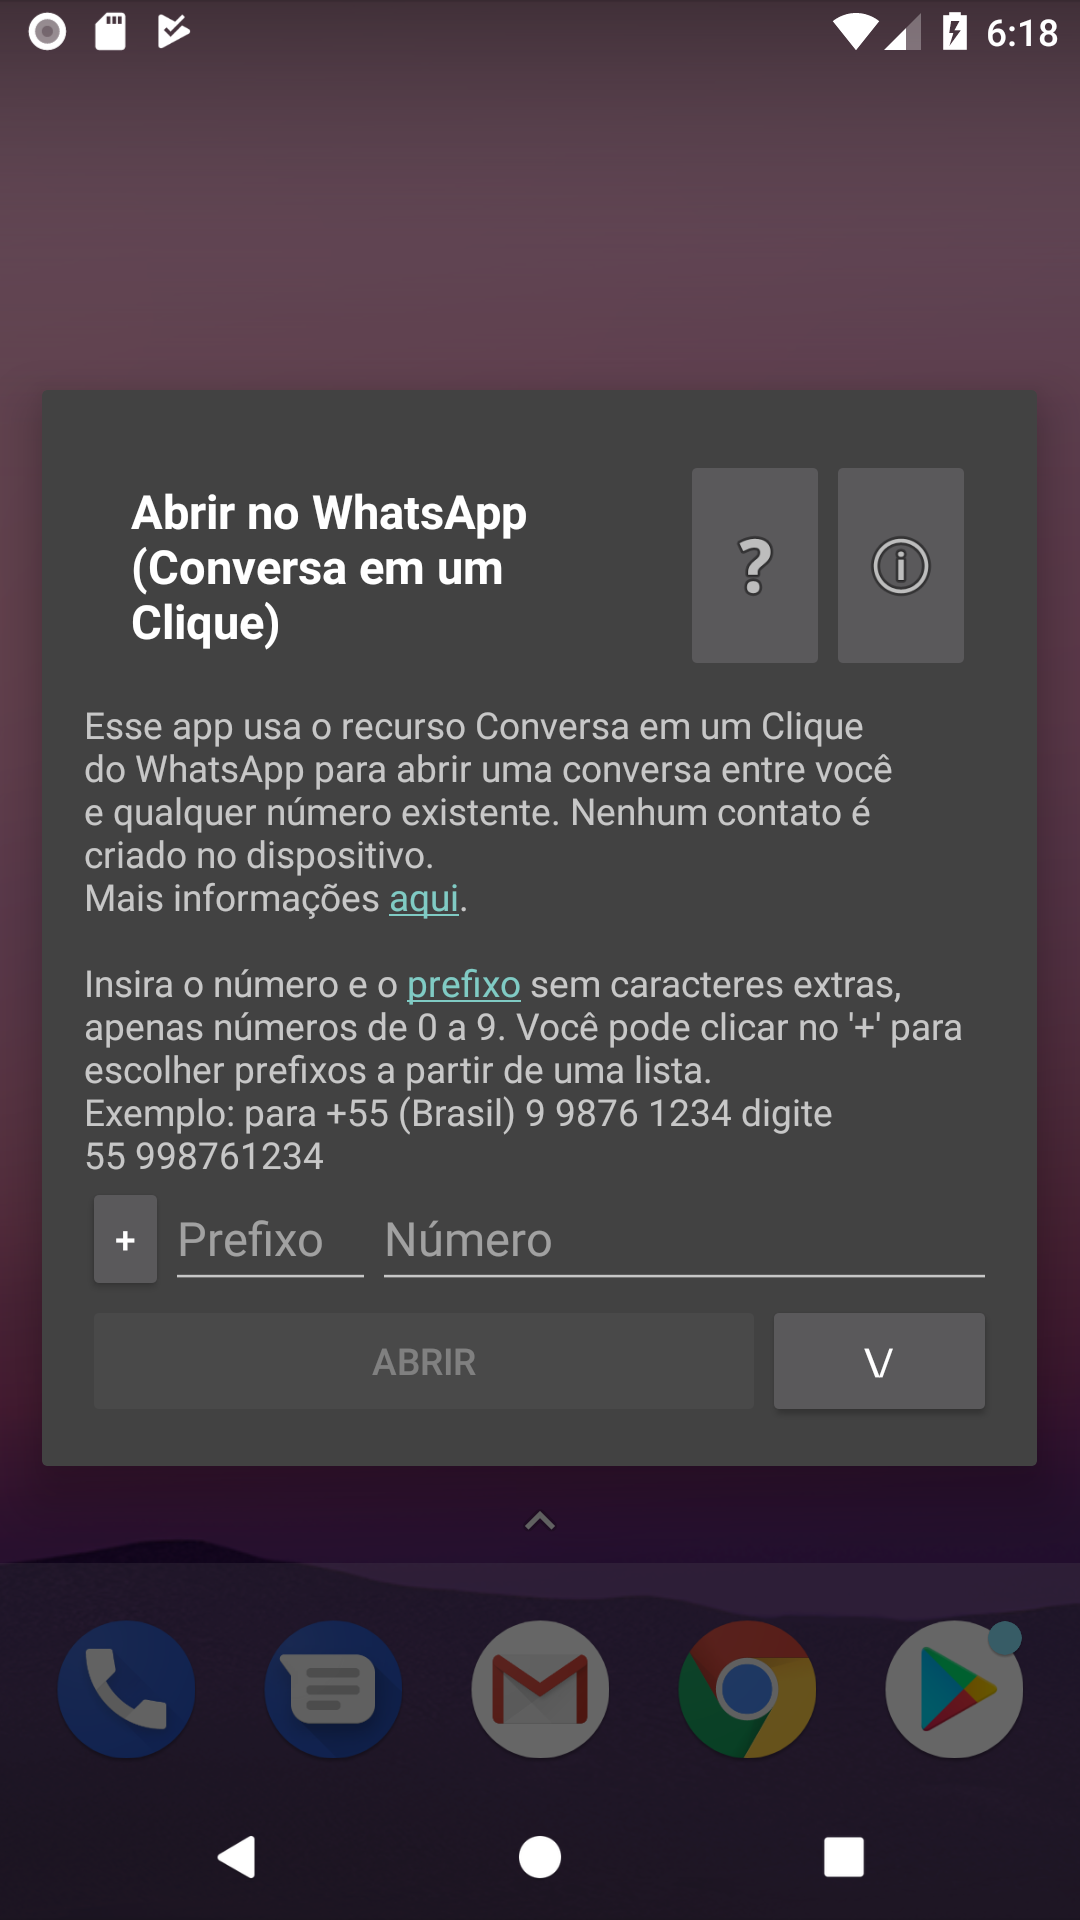 6:18
Abrir no WhatsApp
(Conversa em um
Clique)
?
i
Esse app usa o recurso Conversa em um Clique
do WhatsApp para abrir uma conversa entre você
e qualquer número existente. Nenhum contato é
criado no dispositivo.
Mais informações aqui.
Insira o número e o prefixo sem caracteres extras,
apenas números de 0 a 9. Você pode clicar no '+' para
escolher prefixos a partir de uma lista.
Exemplo: para +55 (Brasil) 9 9876 1234 digite
55 998761234
+ Prefixo Número
ABRIR \/